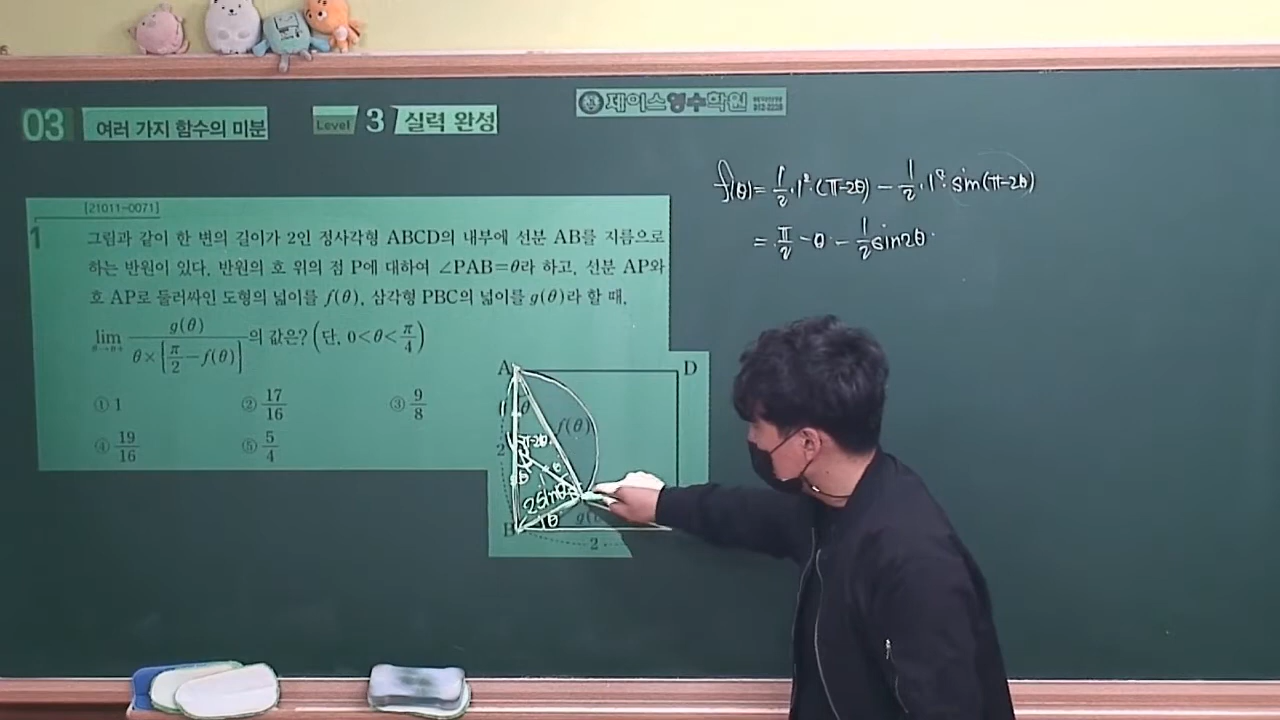 03 여러 가지 함수의 미분 Level 3 실력 완성
제이스영수학원
[21011-0071]
1 그림과 같이 한 변의 길이가 2인 정사각형 ABCD의 내부에 선분 AB를 지름으로
하는 반원이 있다. 반원의 호 위의 점 P에 대하여 ∠PAB=θ라 하고, 선분 AP와
호 AP로 둘러싸인 도형의 넓이를 f(θ), 삼각형 PBC의 넓이를 g(θ)라 할 때,
lim g(θ) / θ×{π/2−f(θ)} 의 값은? (단, 0<θ<π/4)
① 1 ② 17/16 ③ 9/8
④ 19/16 ⑤ 5/4
f(θ)= 1/2·1²·(π-2θ) − 1/2·1²·sin(π-2θ)
= π/2 − θ − 1/2 sin2θ
A D
1 θ f(θ)
π-2θ
2
2sinθ
B θ g(
2